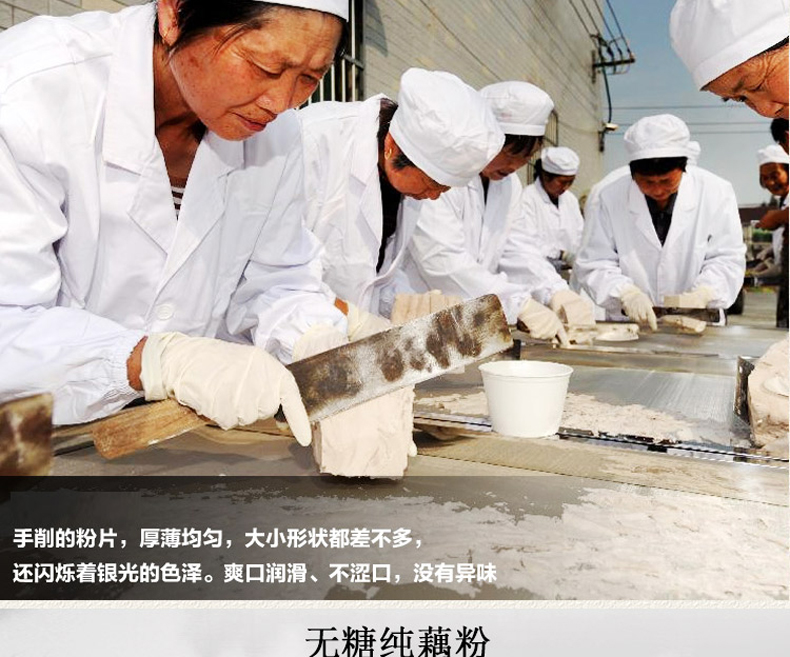 手削的粉片，厚薄均匀，大小形状都差不多，
还闪烁着银光的色泽。爽口润滑、不涩口，没有异味
无糖纯藕粉